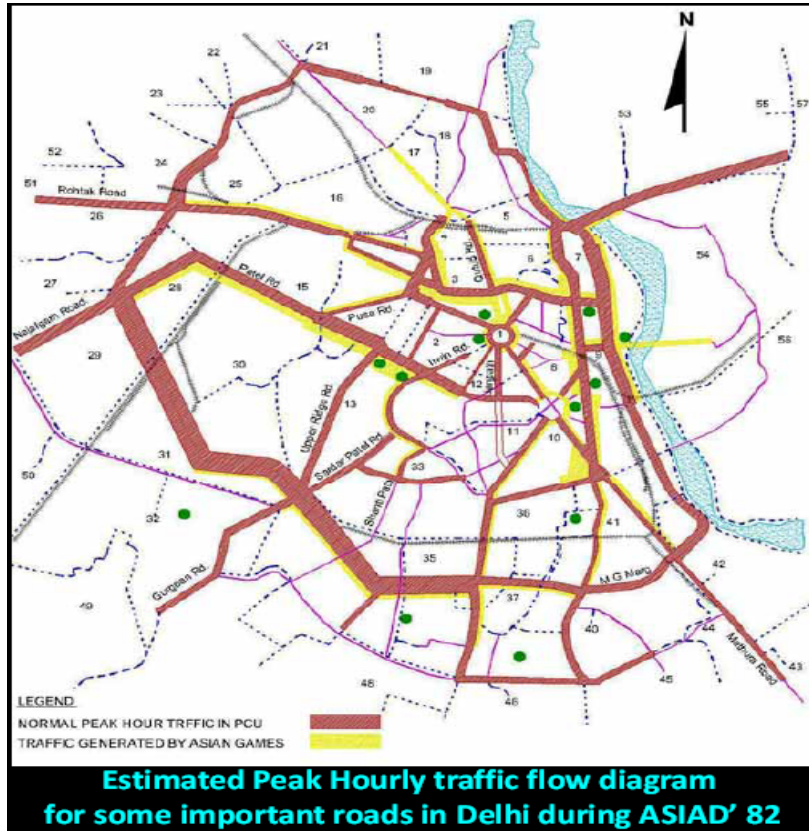 N
21
22
19
23
20
53
55
57
18
52
17
24
51
25
Rohtak Road
16
26
5
54
6
7
27
Patel Rd
3
28
15
Najafgarh Road.
Pusa Rd
1
56
2
Irwin Rd.
29
8
30
12
13
Upper Ridge Rd
11
10
Sardar Patel Rd
31
33
Shanti Path
50
32
36
41
35
42
M G Marg
37
Gurgoan Rd.
40
44
43
Mathura Road
48
45
46
LEGEND
NORMAL PEAK HOUR TRFFIC IN PCU
TRAFFIC GENERATED BY ASIAN GAMES
Estimated Peak Hourly traffic flow diagram
for some important roads in Delhi during ASIAD' 82